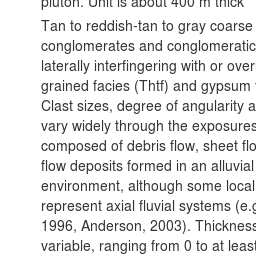 pluton. Unit is about 400 m thick
Tan to reddish-tan to gray coarse
conglomerates and conglomeratic
laterally interfingering with or over
grained facies (Thtf) and gypsum
Clast sizes, degree of angularity a
vary widely through the exposures
composed of debris flow, sheet flo
flow deposits formed in an alluvial
environment, although some local
represent axial fluvial systems (e.g
1996, Anderson, 2003). Thickness
variable, ranging from 0 to at least